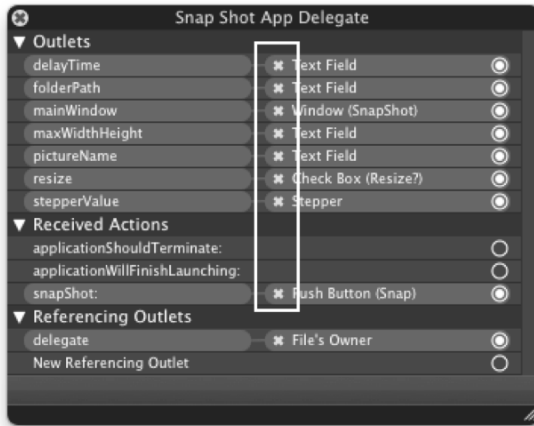 Snap Shot App Delegate
Outlets
delayTime Text Field
folderPath Text Field
mainWindow Window (SnapShot)
maxWidthHeight Text Field
pictureName Text Field
resize Check Box (Resize?)
stepperValue Stepper
Received Actions
applicationShouldTerminate:
applicationWillFinishLaunching:
snapShot: Push Button (Snap)
Referencing Outlets
delegate File's Owner
New Referencing Outlet